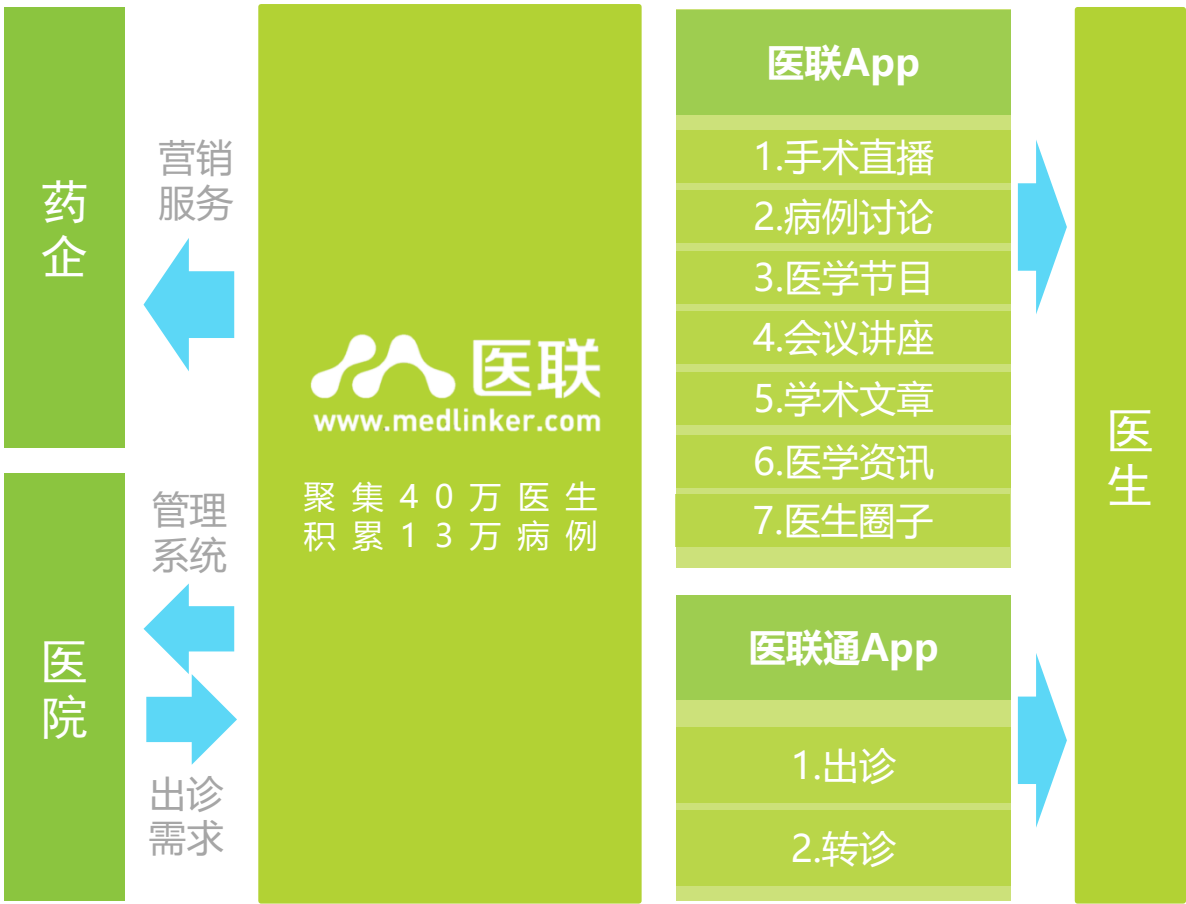 药
企
营销
服务
医
院
管理
系统
出诊
需求
医联
www.medlinker.com
聚集40万医生
积累13万病例
医联App
1.手术直播
2.病例讨论
3.医学节目
4.会议讲座
5.学术文章
6.医学资讯
7.医生圈子
医联通App
1.出诊
2.转诊
医
生